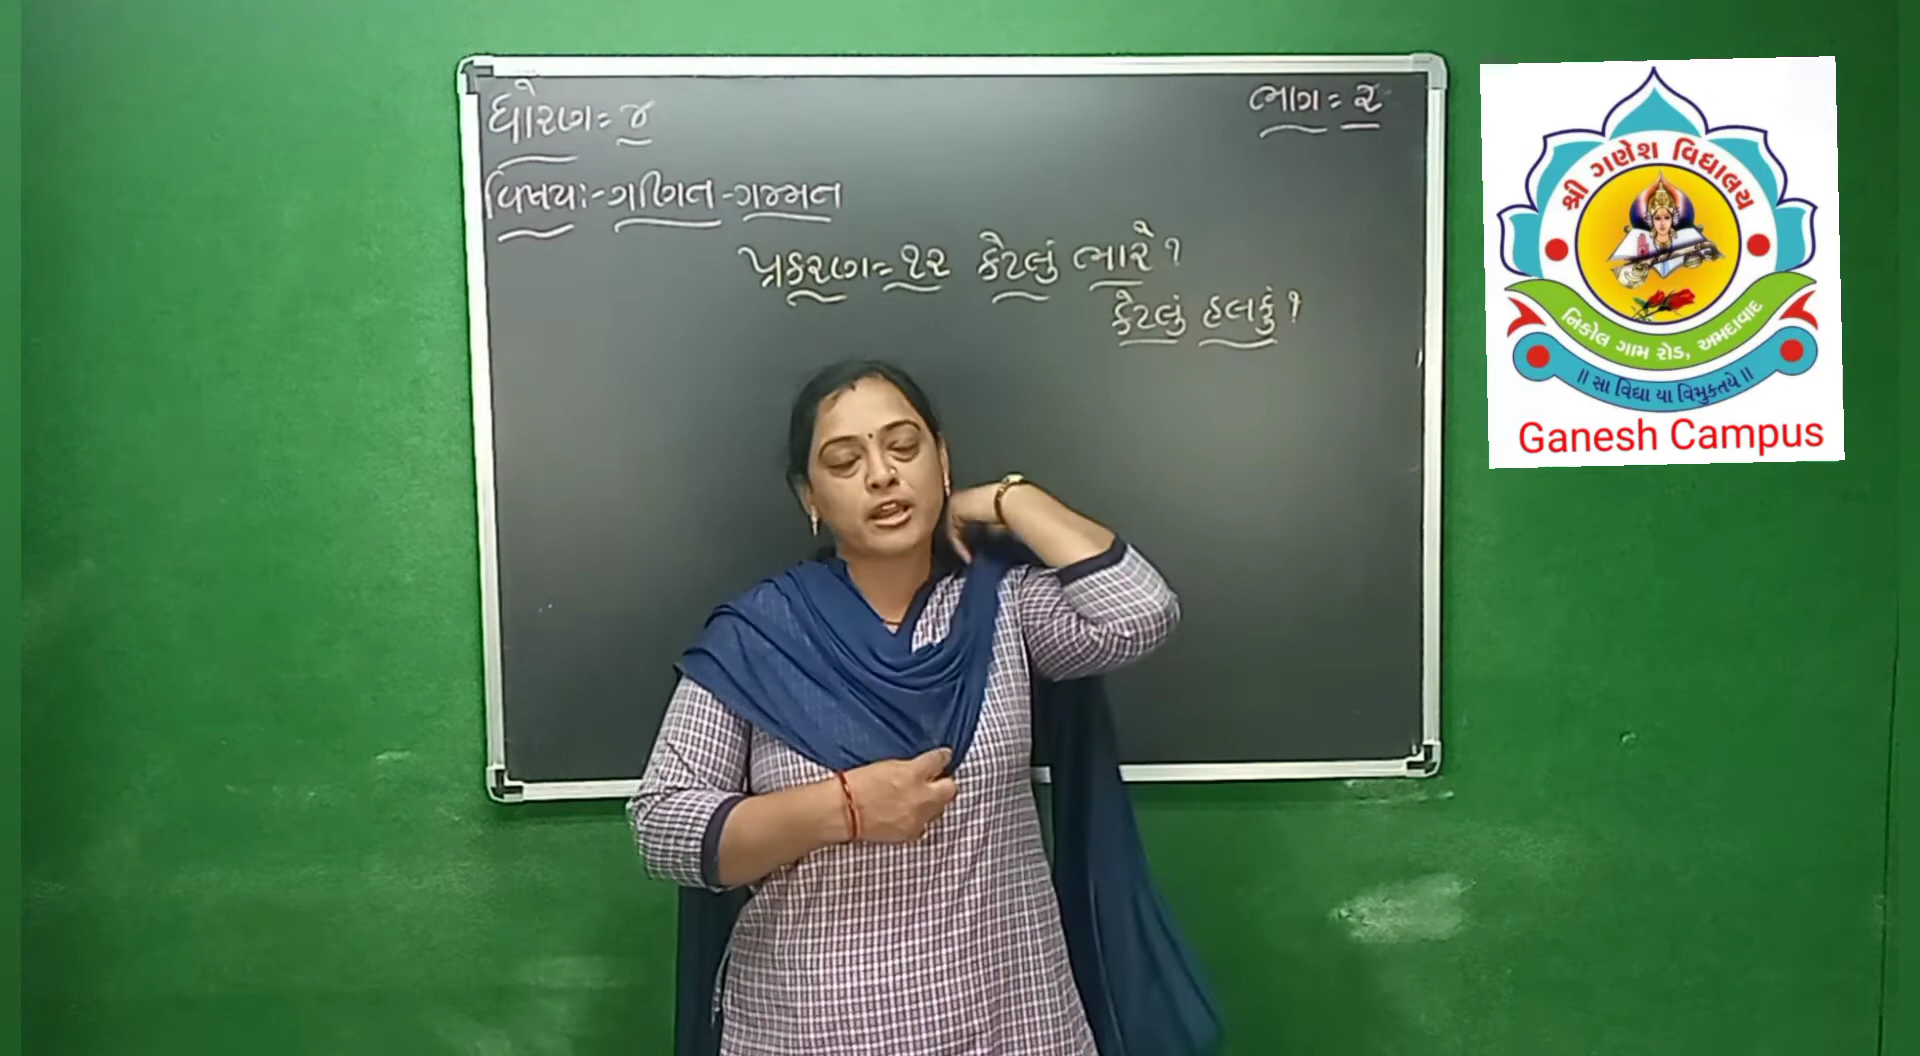 ધોરણ= ૪
ભાગ= ૨
વિષય:-ગણિત-ગમ્મત
પ્રકરણ= ૧૨ કેટલું ભારે?
કેટલું હલકું?
શ્રી ગણેશ વિદ્યાલય
નિકોલ ગામ રોડ, અમદાવાદ
॥ સા વિદ્યા યા વિમુક્તયે ॥
Ganesh Campus